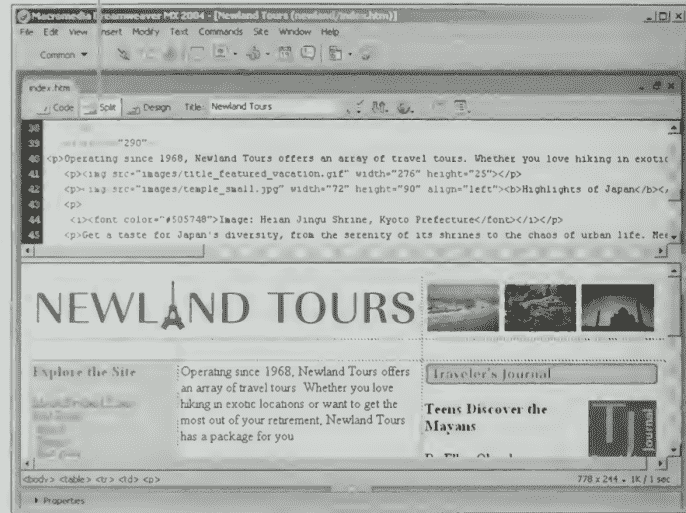 Macromedia Dreamweaver MX 2004 - [Newland Tours (newland/index.htm)]
File Edit View Insert Modify Text Commands Site Window Help
Common
index.htm
Code Split Design Title: Newland Tours
38
39 "290"
40 <p>Operating since 1968, Newland Tours offers an array of travel tours. Whether you love hiking in exotic
41 <p><img src="images/title_featured_vacation.gif" width="276" height="25"></p>
42 <p><img src="images/temple_small.jpg" width="72" height="90" align="left"><b>Highlights of Japan</b></
43 <p>
44 <i><font color="#505748">Image: Heian Jingu Shrine, Kyoto Prefecture</font></i></p>
45 <p>Get a taste for Japan's diversity, from the serenity of its shrines to the chaos of urban life.
NEWLAND TOURS
Explore the Site
Operating since 1968, Newland Tours offers
an array of travel tours Whether you love
hiking in exotic locations or want to get the
most out of your retirement, Newland Tours
has a package for you
Traveler's Journal
Teens Discover the
Mayans
TJ Journal
<body> <table> <tr> <td> <p>
778 x 244 - 1K / 1 sec
Properties